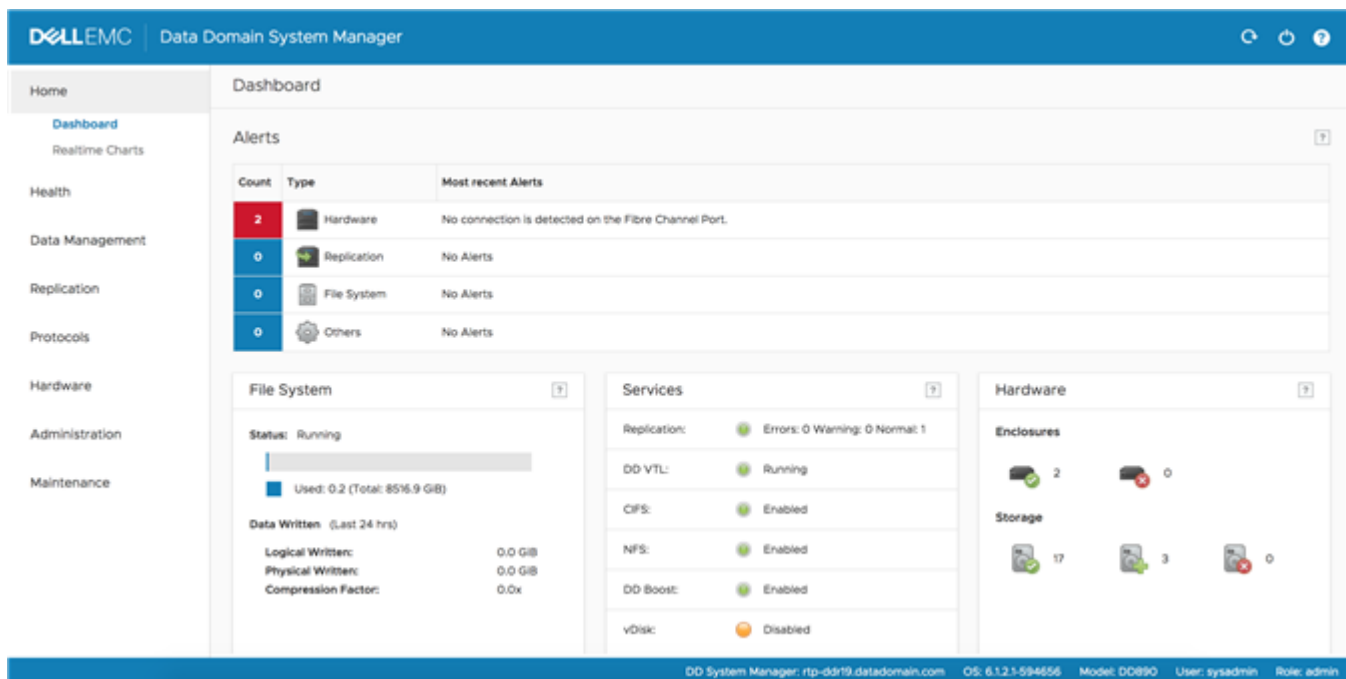 DELLEMC Data Domain System Manager
Home
Dashboard
Realtime Charts
Health
Data Management
Replication
Protocols
Hardware
Administration
Maintenance
Dashboard
Alerts
Count Type Most recent Alerts
2 Hardware No connection is detected on the Fibre Channel Port.
0 Replication No Alerts
0 File System No Alerts
0 Others No Alerts
File System
Status: Running
Used: 0.2 (Total: 8516.9 GiB)
Data Written (Last 24 hrs)
Logical Written: 0.0 GiB
Physical Written: 0.0 GiB
Compression Factor: 0.0x
Services
Replication: Errors: 0 Warning: 0 Normal: 1
DD VTL: Running
CIFS: Enabled
NFS: Enabled
DD Boost: Enabled
vDisk: Disabled
Hardware
Enclosures
2 0
Storage
17 3 0
DD System Manager: rtp-ddr19.datadomain.com OS: 6.1.2.1-594656 Model: DD890 User: sysadmin Role: admin